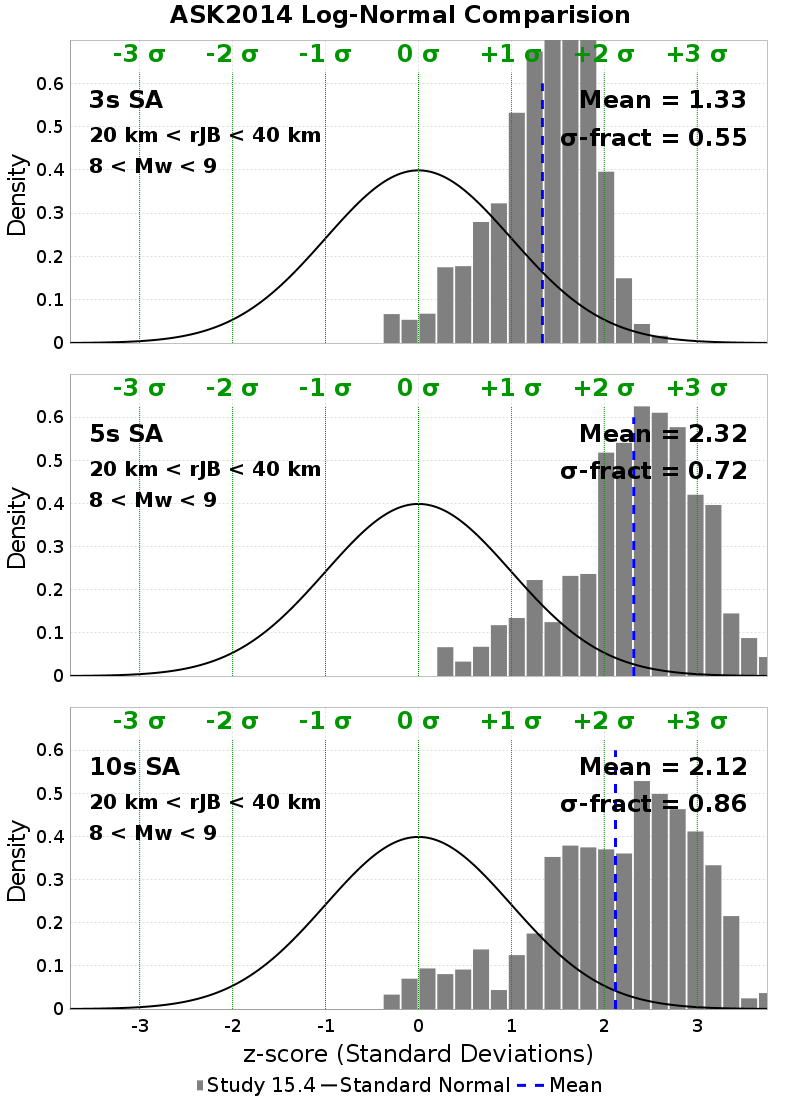 ASK2014 Log-Normal Comparision
-3 σ -2 σ -1 σ 0 σ +1 σ +2 σ +3 σ
3s SA
Mean = 1.33
20 km < rJB < 40 km
σ-fract = 0.55
8 < Mw < 9
Density
0.6
0.5
0.4
0.3
0.2
0.1
0
-3 σ -2 σ -1 σ 0 σ +1 σ +2 σ +3 σ
5s SA
Mean = 2.32
20 km < rJB < 40 km
σ-fract = 0.72
8 < Mw < 9
Density
0.6
0.5
0.4
0.3
0.2
0.1
0
-3 σ -2 σ -1 σ 0 σ +1 σ +2 σ +3 σ
10s SA
Mean = 2.12
20 km < rJB < 40 km
σ-fract = 0.86
8 < Mw < 9
Density
0.6
0.5
0.4
0.3
0.2
0.1
0
-3 -2 -1 0 1 2 3
z-score (Standard Deviations)
Study 15.4 Standard Normal Mean